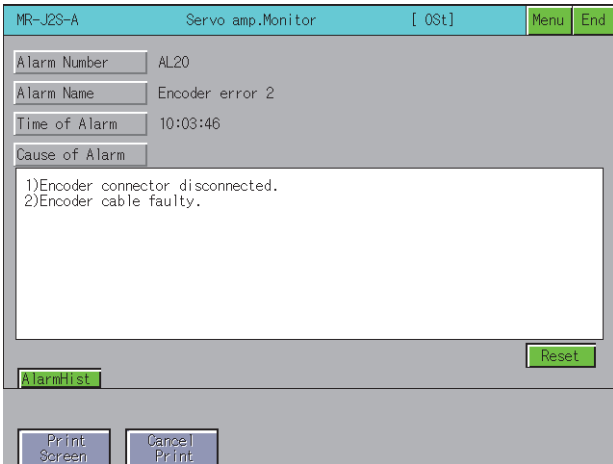 MR-J2S-A Servo amp.Monitor [ 0St] Menu End
Alarm Number AL20
Alarm Name Encoder error 2
Time of Alarm 10:03:46
Cause of Alarm
1)Encoder connector disconnected.
2)Encoder cable faulty.
Reset
AlarmHist
Print
Screen
Cancel
Print